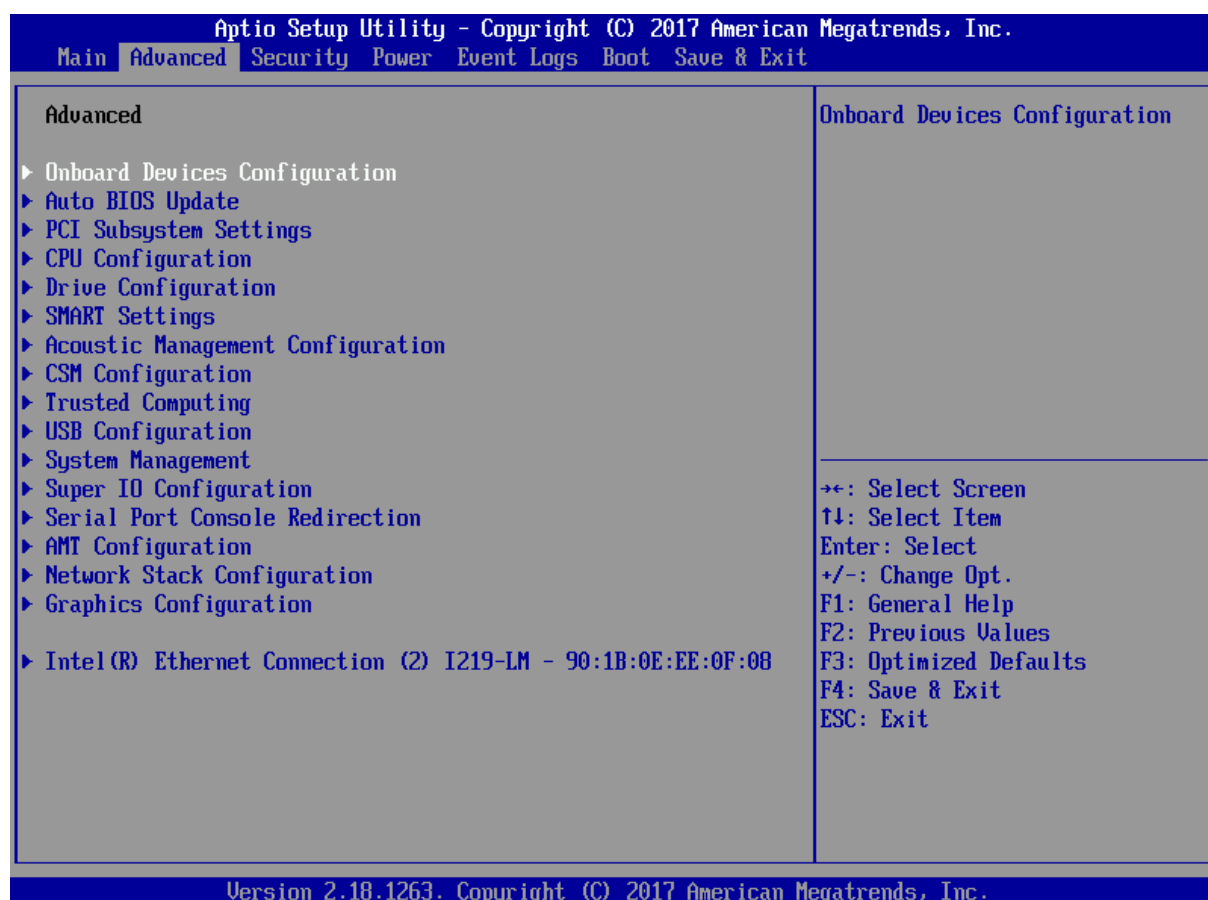 Aptio Setup Utility - Copyright (C) 2017 American Megatrends, Inc.
Main Advanced Security Power Event Logs Boot Save & Exit
Advanced
Onboard Devices Configuration
Auto BIOS Update
PCI Subsystem Settings
CPU Configuration
Drive Configuration
SMART Settings
Acoustic Management Configuration
CSM Configuration
Trusted Computing
USB Configuration
System Management
Super IO Configuration
Serial Port Console Redirection
AMT Configuration
Network Stack Configuration
Graphics Configuration
Intel(R) Ethernet Connection (2) I219-LM - 90:1B:0E:EE:0F:08
Onboard Devices Configuration
→←: Select Screen
↑↓: Select Item
Enter: Select
+/-: Change Opt.
F1: General Help
F2: Previous Values
F3: Optimized Defaults
F4: Save & Exit
ESC: Exit
Version 2.18.1263. Copyright (C) 2017 American Megatrends, Inc.